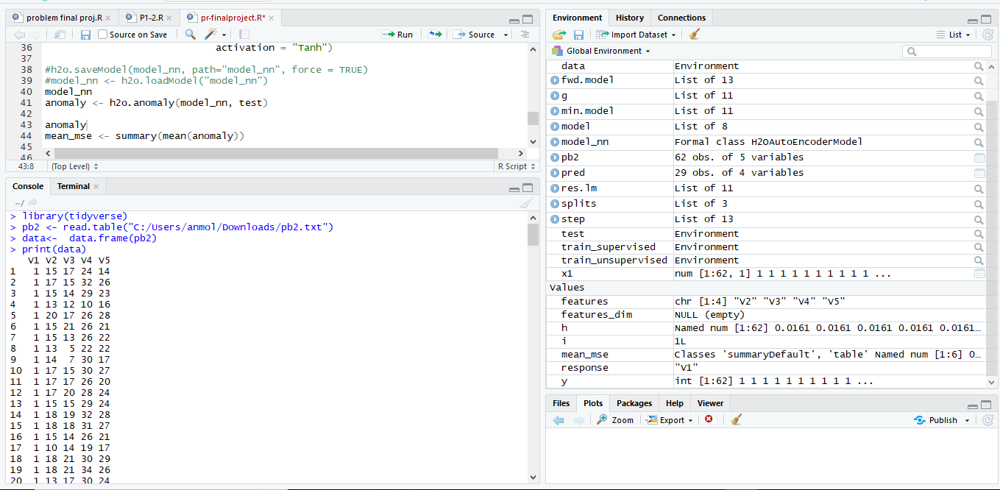 problem final proj.R × P1-2.R × pr-finalproject.R* ×
Source on Save Run Source
36 activation = "Tanh")
37
38 #h2o.saveModel(model_nn, path="model_nn", force = TRUE)
39 #model_nn <- h2o.loadModel("model_nn")
40 model_nn
41 anomaly <- h2o.anomaly(model_nn, test)
42
43 anomaly
44 mean_mse <- summary(mean(anomaly))
45
46
43:8 (Top Level) R Script
Console Terminal ×
~/
> library(tidyverse)
> pb2 <- read.table("C:/Users/anmol/Downloads/pb2.txt")
> data<-  data.frame(pb2)
> print(data)
V1 V2 V3 V4 V5
1 1 15 17 24 14
2 1 17 15 32 26
3 1 15 14 29 23
4 1 13 12 10 16
5 1 20 17 26 28
6 1 15 21 26 21
7 1 15 13 26 22
8 1 13 5 22 22
9 1 14 7 30 17
10 1 17 15 30 27
11 1 17 17 26 20
12 1 17 20 28 24
13 1 15 15 29 24
14 1 18 19 32 28
15 1 18 18 31 27
16 1 15 14 26 21
17 1 10 14 19 17
18 1 18 21 30 29
19 1 18 21 34 26
20 1 13 17 30 24
Environment History Connections
Import Dataset List
Global Environment
data Environment
fwd.model List of 13
g List of 11
min.model List of 11
model List of 8
model_nn Formal class H2OAutoEncoderModel
pb2 62 obs. of 5 variables
pred 29 obs. of 4 variables
res.lm List of 11
splits List of 3
step List of 13
test Environment
train_supervised Environment
train_unsupervised Environment
x1 num [1:62, 1] 1 1 1 1 1 1 1 1 1 1 ...
Values
features chr [1:4] "V2" "V3" "V4" "V5"
features_dim NULL (empty)
h Named num [1:62] 0.0161 0.0161 0.0161 0.0161 0.0161...
i 1L
mean_mse Classes 'summaryDefault', 'table' Named num [1:6] 0...
response "V1"
y int [1:62] 1 1 1 1 1 1 1 1 1 1 ...
Files Plots Packages Help Viewer
Zoom Export Publish